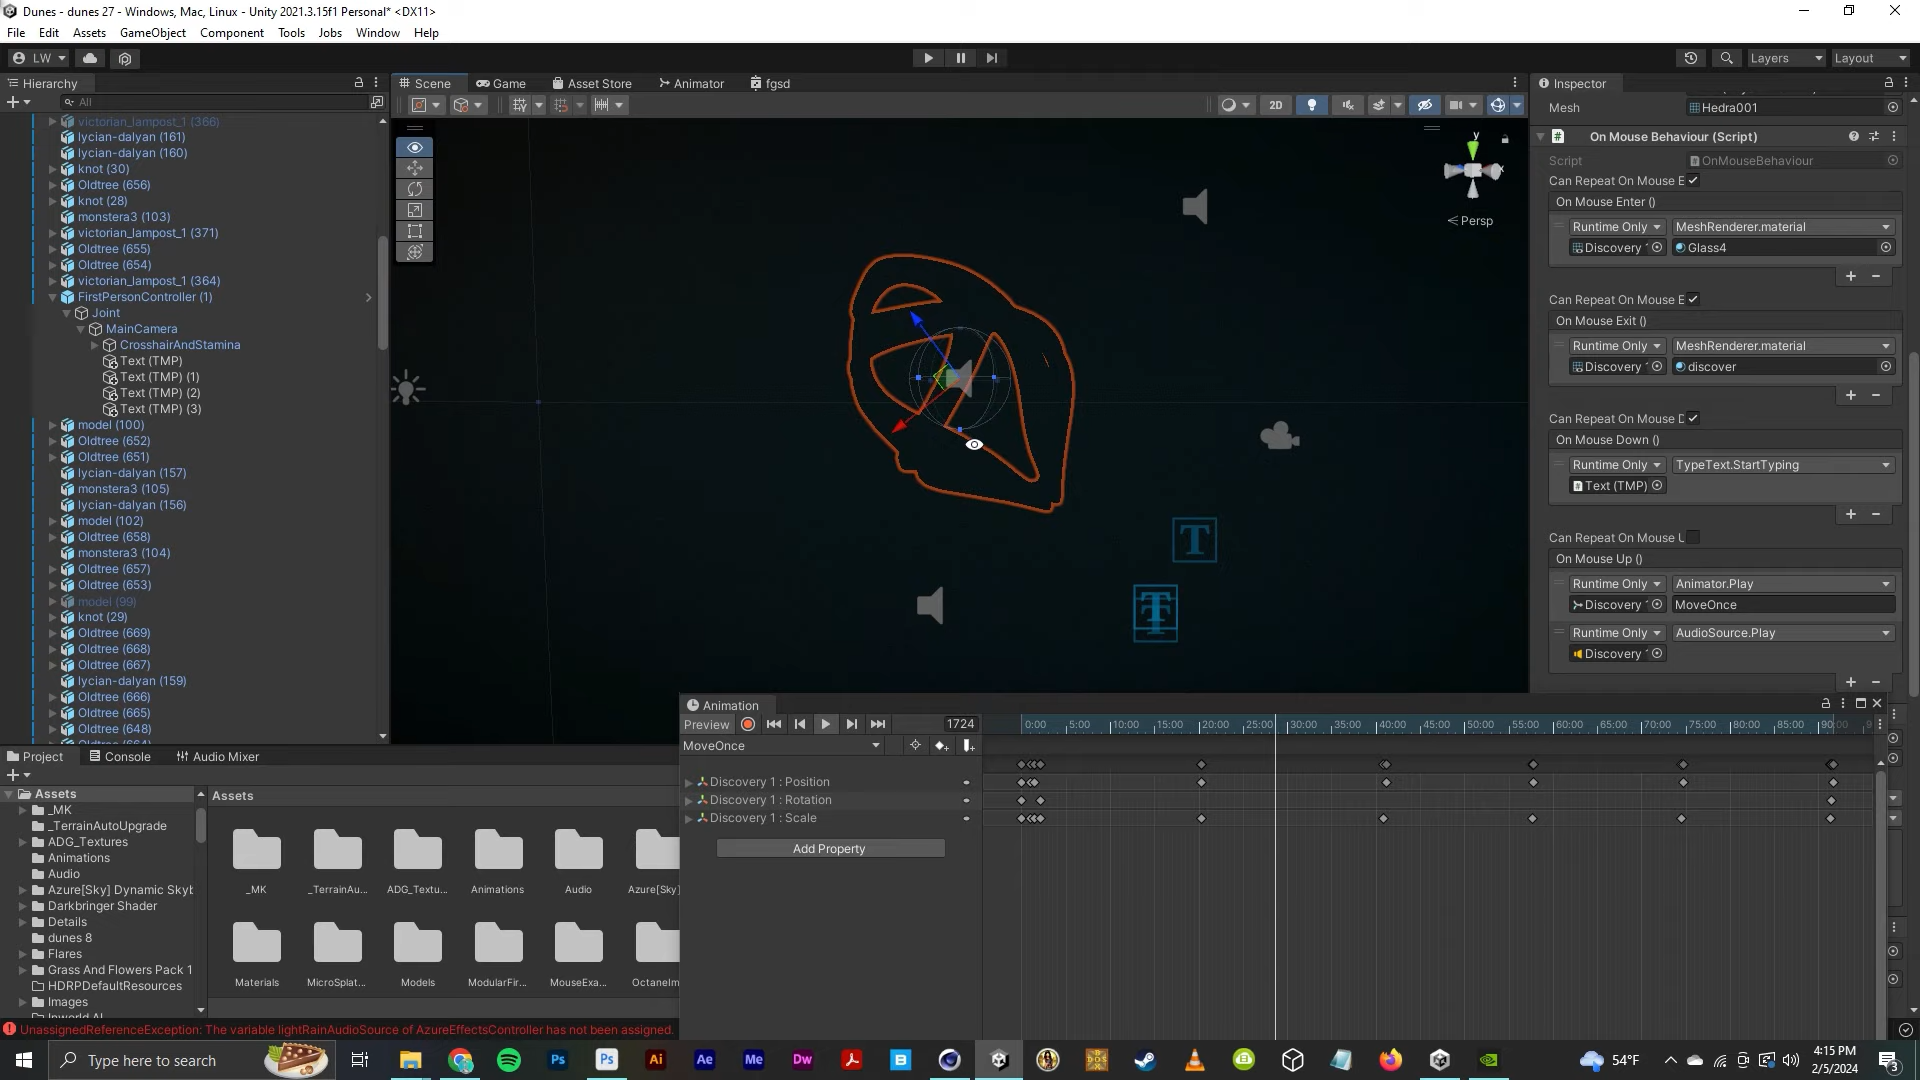 Dunes - dunes 27 - Windows, Mac, Linux - Unity 2021.3.15f1 Personal* <DX11>
File Edit Assets GameObject Component Tools Jobs Window Help
LW Layers Layout
Hierarchy
All
victorian_lampost_1 (366)
lycian-dalyan (161)
lycian-dalyan (160)
knot (30)
Oldtree (656)
knot (28)
monstera3 (103)
victorian_lampost_1 (371)
Oldtree (655)
Oldtree (654)
victorian_lampost_1 (364)
FirstPersonController (1)
Joint
MainCamera
CrosshairAndStamina
Text (TMP)
Text (TMP) (1)
Text (TMP) (2)
Text (TMP) (3)
model (100)
Oldtree (652)
Oldtree (651)
lycian-dalyan (157)
monstera3 (105)
lycian-dalyan (156)
model (102)
Oldtree (658)
monstera3 (104)
Oldtree (657)
Oldtree (653)
model (99)
knot (29)
Oldtree (669)
Oldtree (668)
Oldtree (667)
lycian-dalyan (159)
Oldtree (666)
Oldtree (665)
Oldtree (648)
Scene Game Asset Store Animator fgsd
2D
y
x
Persp
T
T
Inspector
Mesh Hedra001
# On Mouse Behaviour (Script)
Script OnMouseBehaviour
Can Repeat On Mouse E
On Mouse Enter ()
Runtime Only MeshRenderer.material
Discovery Glass4
Can Repeat On Mouse E
On Mouse Exit ()
Runtime Only MeshRenderer.material
Discovery discover
Can Repeat On Mouse D
On Mouse Down ()
Runtime Only TypeText.StartTyping
Text (TMP)
Can Repeat On Mouse U
On Mouse Up ()
Runtime Only Animator.Play
Discovery MoveOnce
Runtime Only AudioSource.Play
Discovery
Animation
Preview 1724
0:00 5:00 10:00 15:00 20:00 25:00 30:00 35:00 40:00 45:00 50:00 55:00 60:00 65:00 70:00 75:00 80:00 85:00 90:00
MoveOnce
Discovery 1 : Position
Discovery 1 : Rotation
Discovery 1 : Scale
Add Property
Project Console Audio Mixer
Assets
_MK
_TerrainAutoUpgrade
ADG_Textures
Animations
Audio
Azure[Sky] Dynamic Skyb
Darkbringer Shader
Details
dunes 8
Flares
Grass And Flowers Pack 1
HDRPDefaultResources
Images
Assets
_MK _TerrainAu... ADG_Textu... Animations Audio Azure[Sky]
Materials MicroSplat... Models ModularFir... MouseExa... OctaneIm
UnassignedReferenceException: The variable lightRainAudioSource of AzureEffectsController has not been assigned.
Type here to search
Ps Ps Ai Ae Me Dw
54°F
4:15 PM
2/5/2024
3